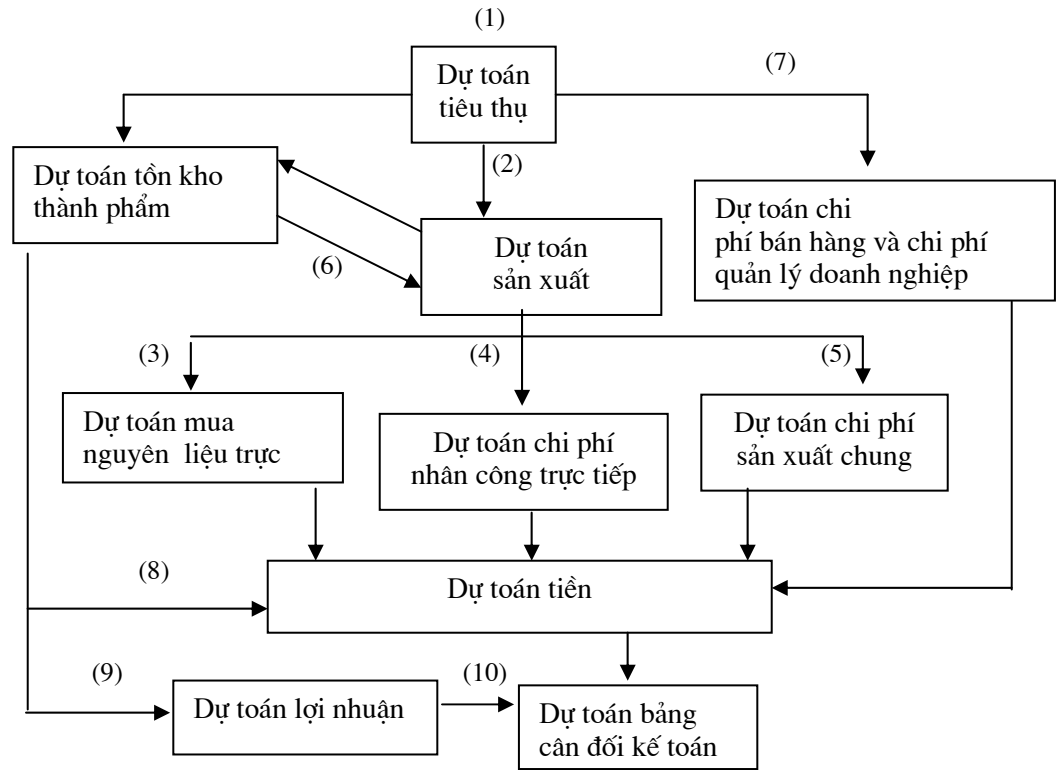 (1)
Dự toán
tiêu thụ
(7)
(2)
Dự toán tồn kho
thành phẩm
Dự toán chi
phí bán hàng và chi phí
quản lý doanh nghiệp
Dự toán
sản xuất
(6)
(3)
(4)
(5)
Dự toán mua
nguyên liệu trực
Dự toán chi phí
nhân công trực tiếp
Dự toán chi phí
sản xuất chung
(8)
Dự toán tiền
(9)
(10)
Dự toán lợi nhuận
Dự toán bảng
cân đối kế toán